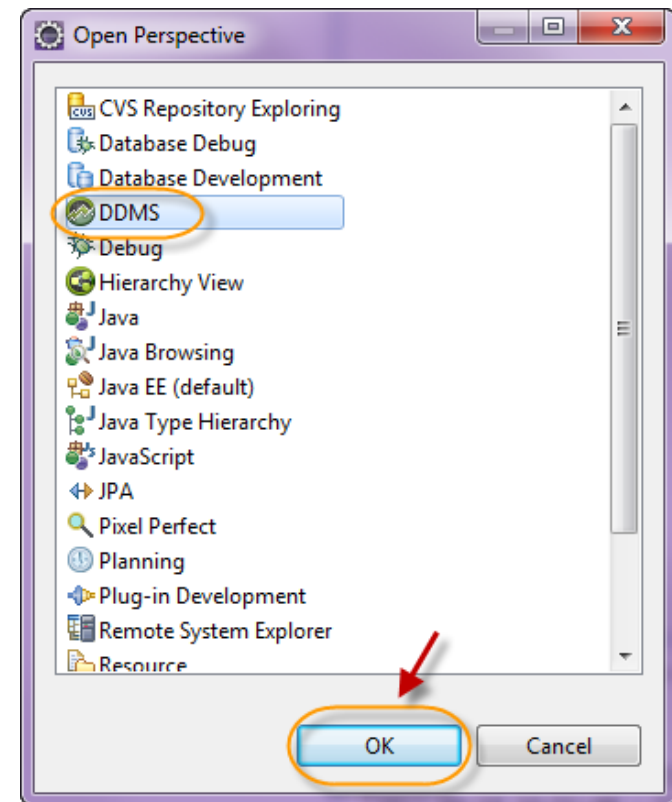 Open Perspective
CVS Repository Exploring
Database Debug
Database Development
DDMS
Debug
Hierarchy View
Java
Java Browsing
Java EE (default)
Java Type Hierarchy
JavaScript
JPA
Pixel Perfect
Planning
Plug-in Development
Remote System Explorer
Resource
OK Cancel